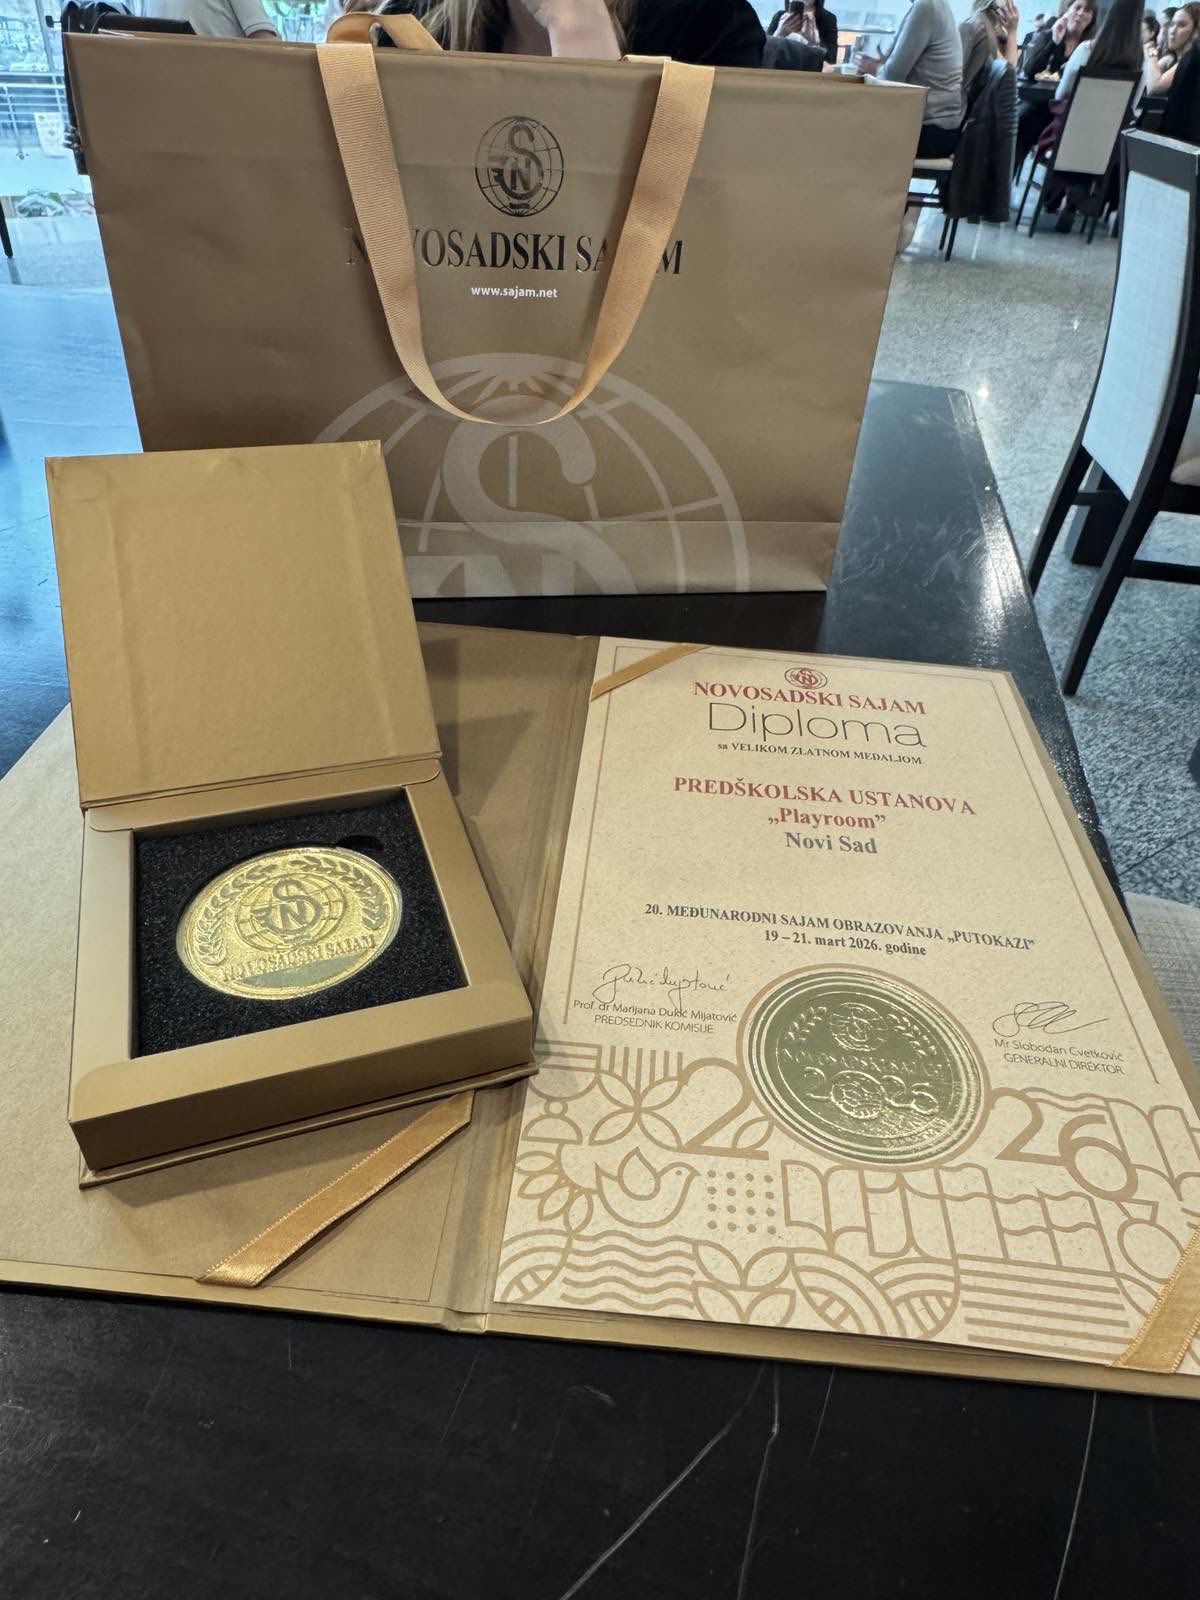 NOVOSADSKI SAJAM
www.sajam.net
NOVOSADSKI SAJAM
NOVOSADSKI SAJAM
Diploma
sa VELIKOM ZLATNOM MEDALJOM
PREDŠKOLSKA USTANOVA
„Playroom”
Novi Sad
20. MEĐUNARODNI SAJAM OBRAZOVANJA „PUTOKAZI”
19 – 21. mart 2026. godine
Prof. dr Marijana Dukić Mijatović
PREDSEDNIK KOMISIJE
Mr Slobodan Cvetković
GENERALNI DIREKTOR
NOVOSADSKI SAJAM
2026
2026